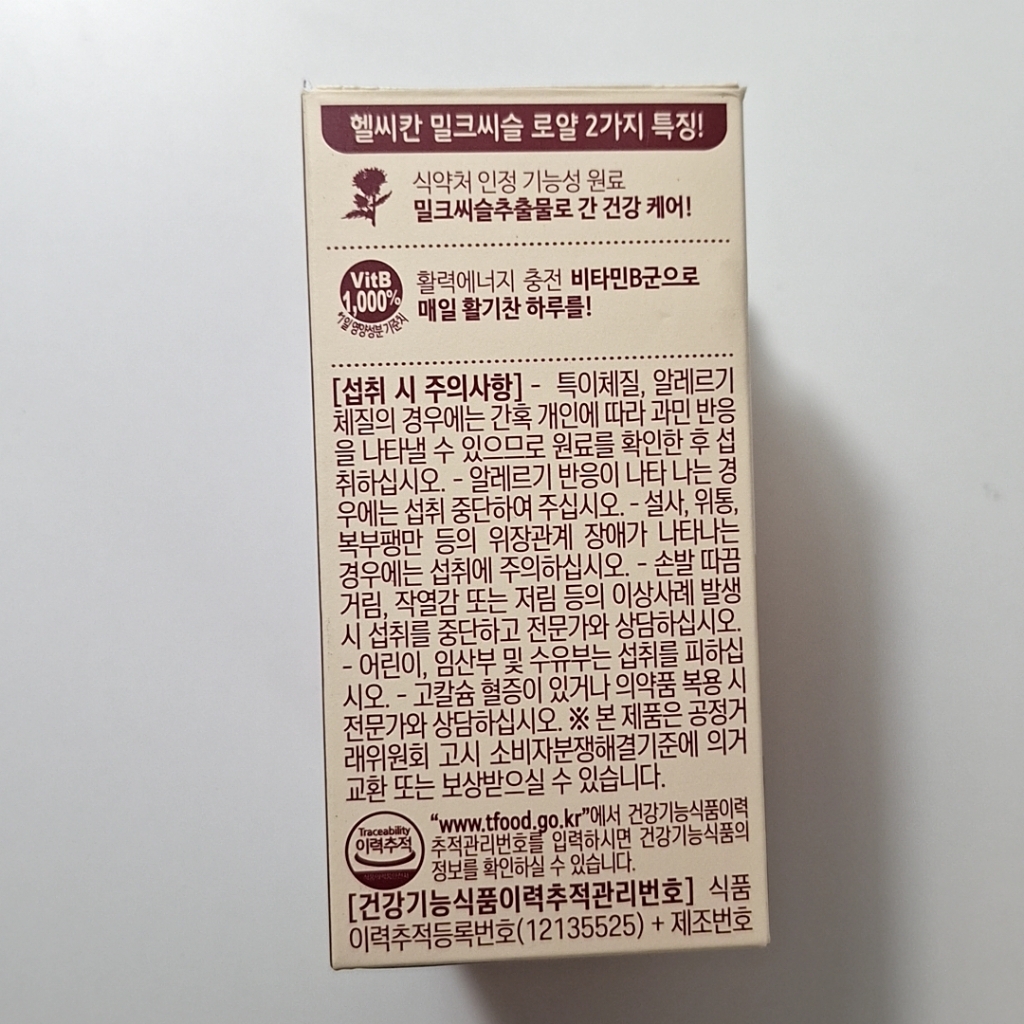 헬씨칸 밀크씨슬 로얄 2가지 특징!
식약처 인정 기능성 원료
밀크씨슬추출물로 간 건강 케어!
VitB
1,000%
*1일 영양성분 기준치
활력에너지 충전 비타민B군으로
매일 활기찬 하루를!
[섭취 시 주의사항] - 특이체질, 알레르기
체질의 경우에는 간혹 개인에 따라 과민 반응
을 나타낼 수 있으므로 원료를 확인한 후 섭
취하십시오. - 알레르기 반응이 나타 나는 경
우에는 섭취 중단하여 주십시오. - 설사, 위통,
복부팽만 등의 위장관계 장애가 나타나는
경우에는 섭취에 주의하십시오. - 손발 따끔
거림, 작열감 또는 저림 등의 이상사례 발생
시 섭취를 중단하고 전문가와 상담하십시오.
- 어린이, 임산부 및 수유부는 섭취를 피하십
시오. - 고칼슘 혈증이 있거나 의약품 복용 시
전문가와 상담하십시오. ※ 본 제품은 공정거
래위원회 고시 소비자분쟁해결기준에 의거
교환 또는 보상받으실 수 있습니다.
Traceability
이력추적
"www.tfood.go.kr"에서 건강기능식품이력
추적관리번호를 입력하시면 건강기능식품의
정보를 확인하실 수 있습니다.
[건강기능식품이력추적관리번호] 식품
이력추적등록번호(12135525) + 제조번호